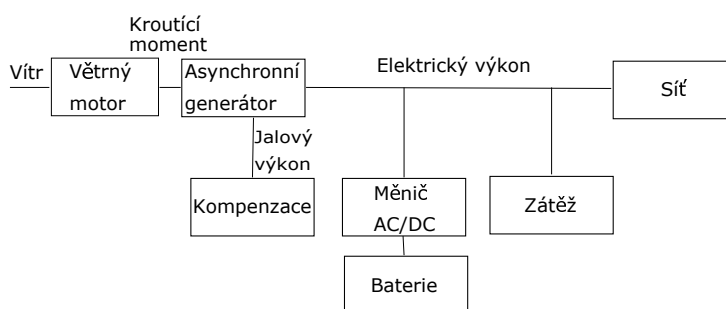 Kroutící
moment
Vítr
Větrný
motor
Asynchronní
generátor
Elektrický výkon
Síť
Jalový
výkon
Kompenzace
Měnič
AC/DC
Zátěž
Baterie